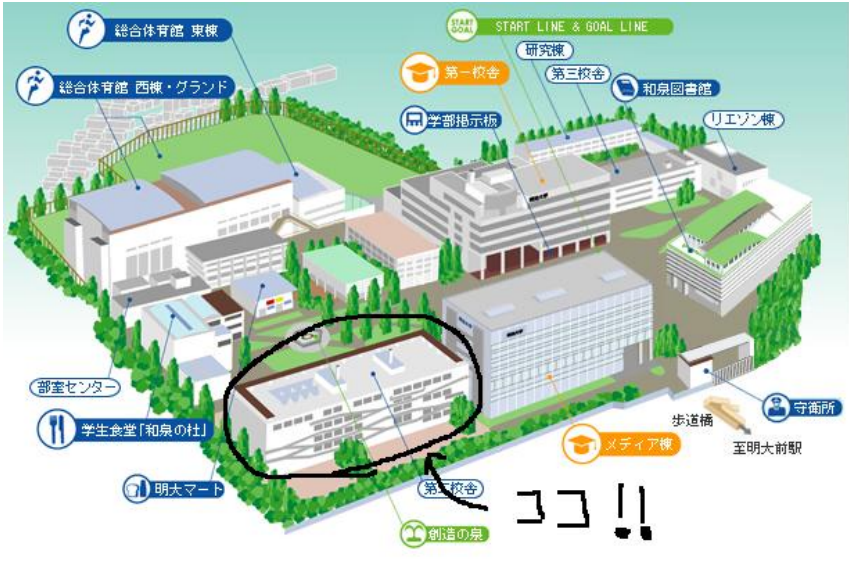 総合体育館 東棟
START GOAL
START LINE & GOAL LINE
研究棟
総合体育館 西棟・グランド
第一校舎
第三校舎
和泉図書館
学部掲示板
リエゾン棟
部室センター
学生食堂「和泉の杜」
明大マート
第二校舎
創造の泉
メディア棟
守衛所
歩道橋
至明大前駅
ココ!!